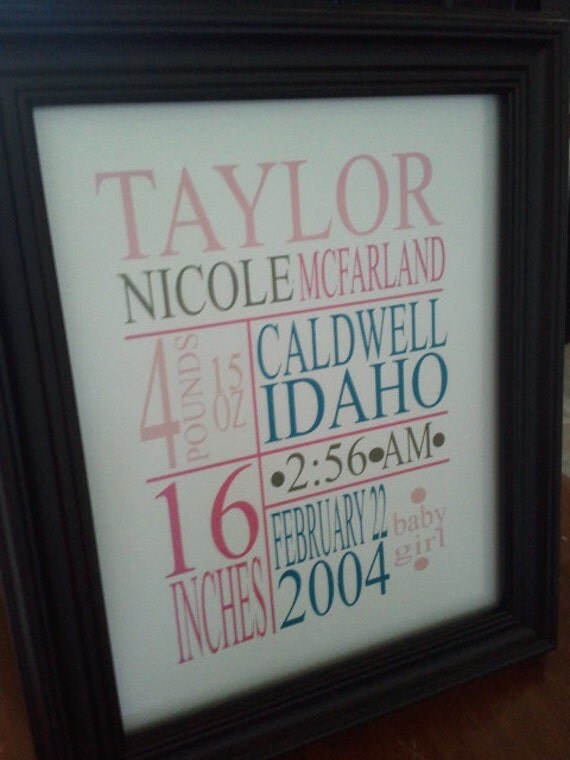 TAYLOR
NICOLE MCFARLAND
4 POUNDS 15 OZ
CALDWELL
IDAHO
•2:56•AM•
16
INCHES
FEBRUARY 22
2004
baby
girl